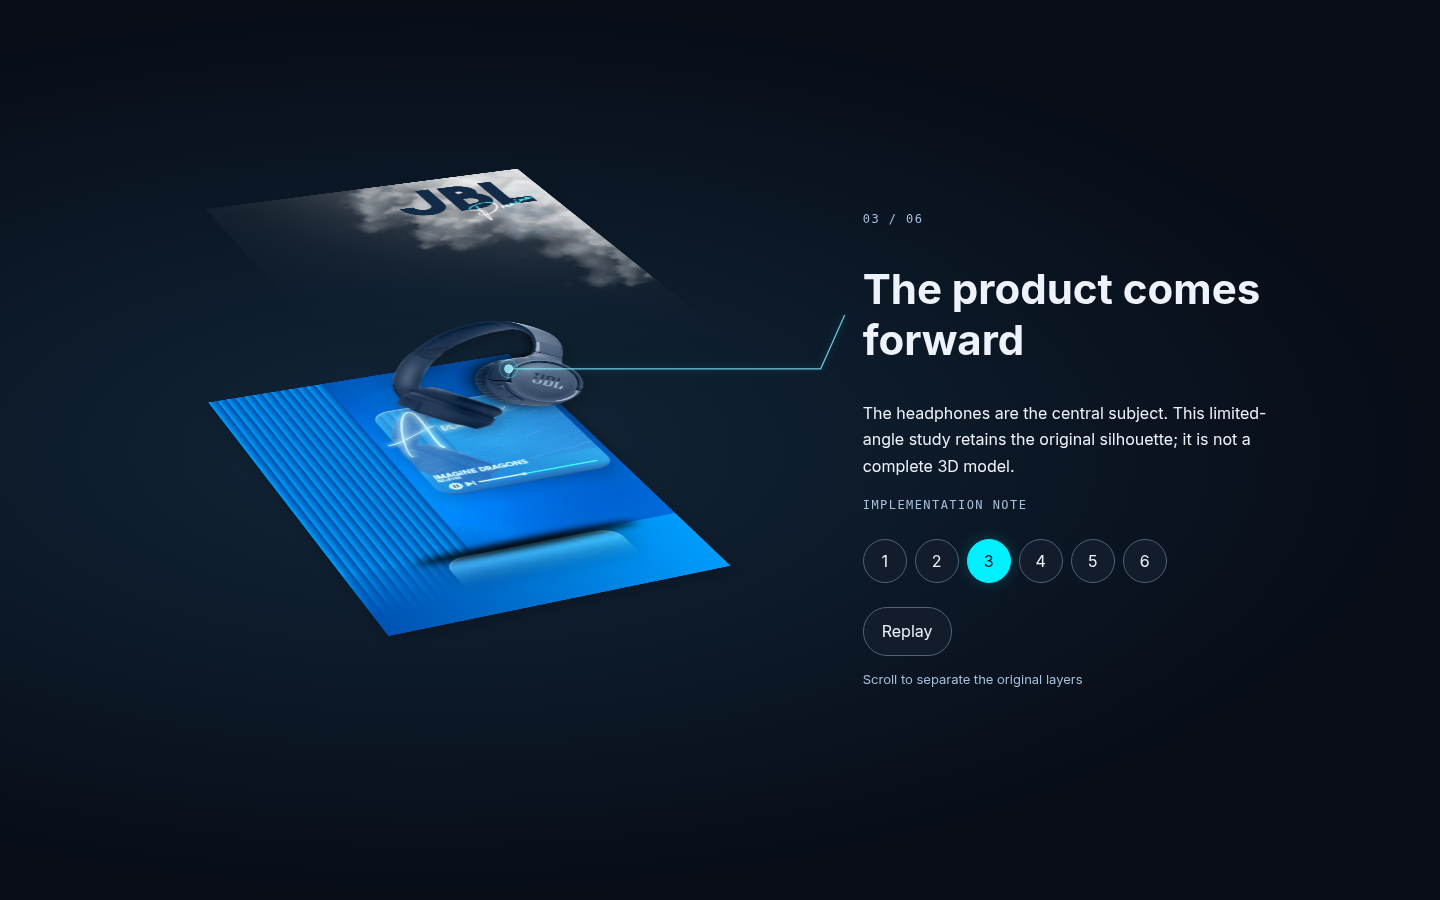 JBL
03 / 06
The product comes
forward
JBL
The headphones are the central subject. This limited-
angle study retains the original silhouette; it is not a
complete 3D model.
IMAGINE DRAGONS
IMPLEMENTATION NOTE
1 2 3 4 5 6
Replay
Scroll to separate the original layers